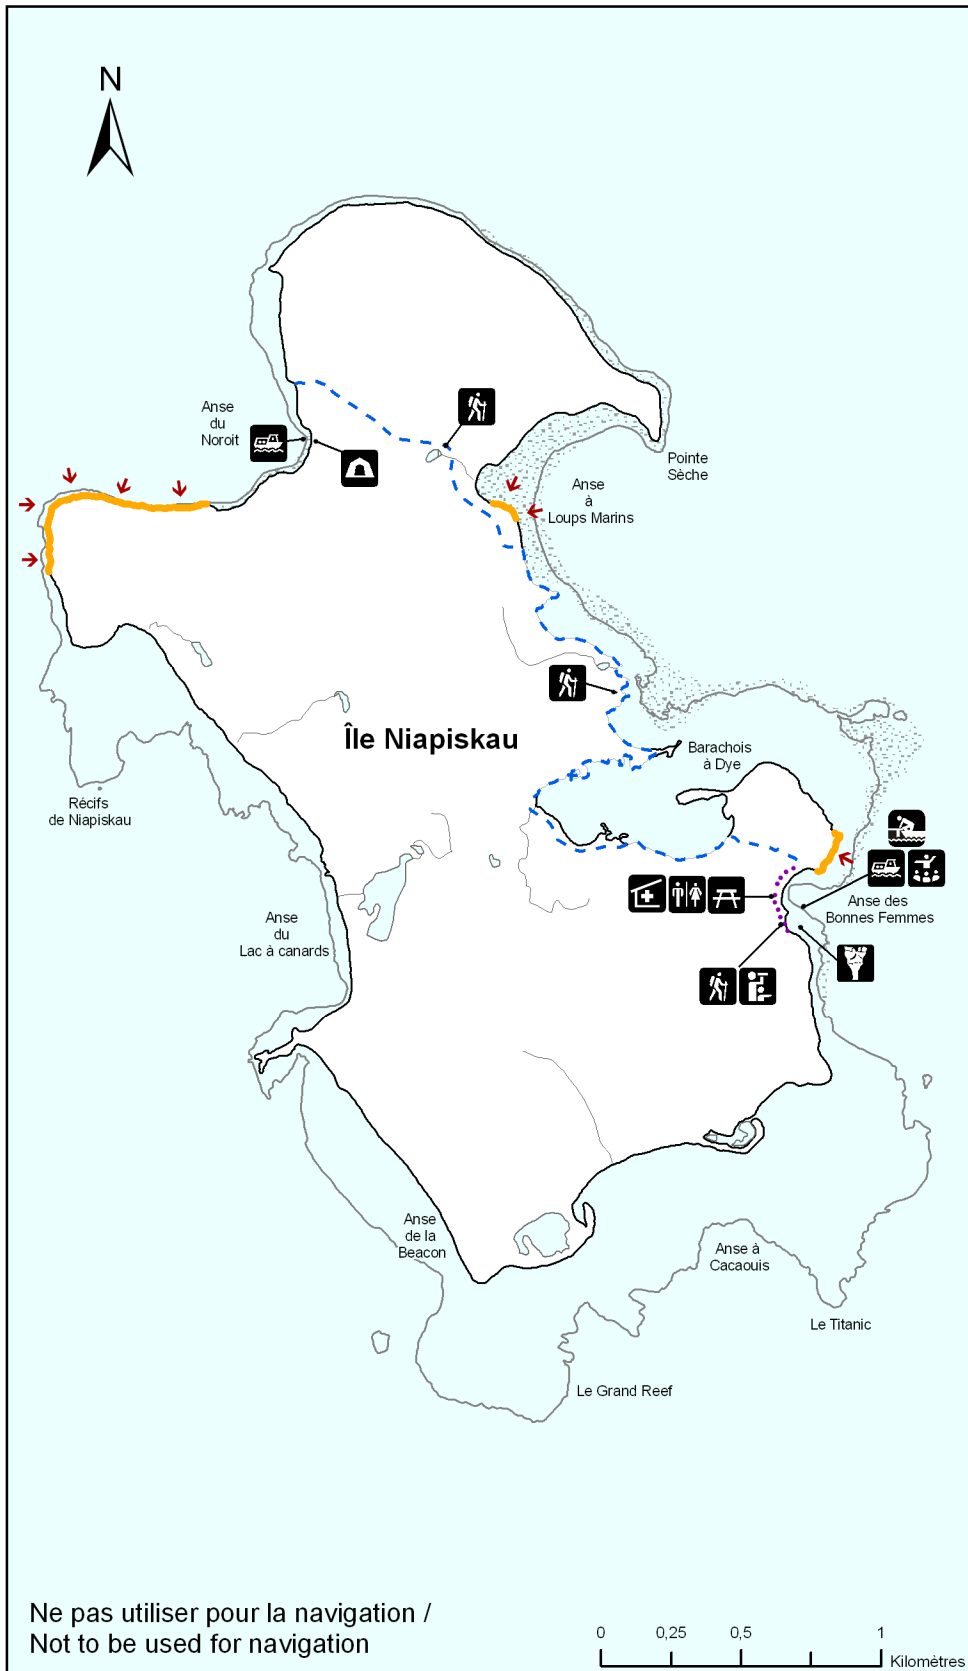 N
Anse
du
Noroit
Pointe
Sèche
Anse
à
Loups Marins
Île Niapiskau
Barachois
à Dye
Récifs
de Niapiskau
Anse des
Bonnes Femmes
Anse
du
Lac à canards
Anse
de la
Beacon
Anse à
Cacaouis
Le Titanic
Le Grand Reef
Ne pas utiliser pour la navigation /
Not to be used for navigation
0 0,25 0,5 1
Kilomètres